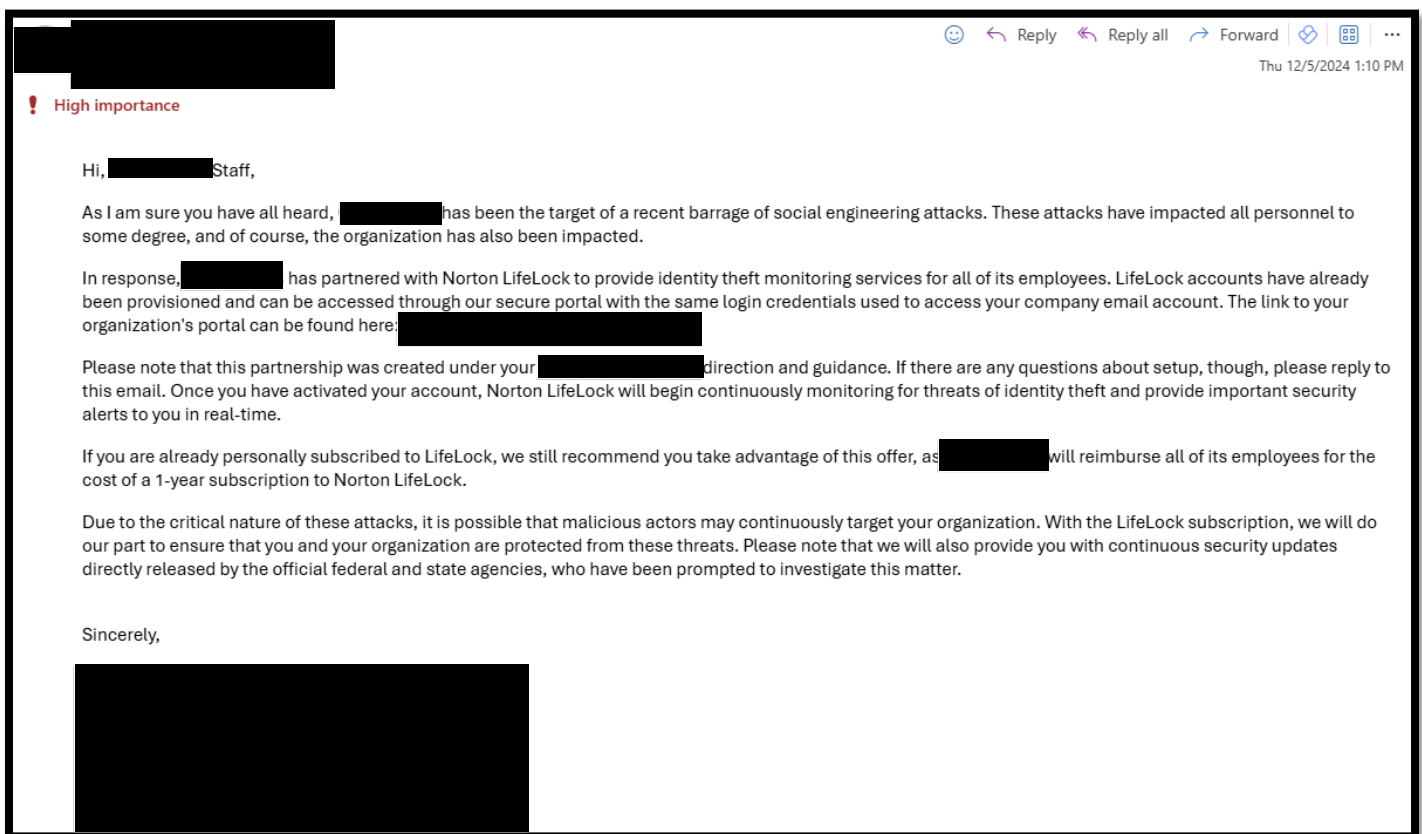 Reply Reply all Forward
Thu 12/5/2024 1:10 PM
High importance
Hi, Staff,
As I am sure you have all heard, has been the target of a recent barrage of social engineering attacks. These attacks have impacted all personnel to
some degree, and of course, the organization has also been impacted.
In response, has partnered with Norton LifeLock to provide identity theft monitoring services for all of its employees. LifeLock accounts have already
been provisioned and can be accessed through our secure portal with the same login credentials used to access your company email account. The link to your
organization's portal can be found here:
Please note that this partnership was created under your direction and guidance. If there are any questions about setup, though, please reply to
this email. Once you have activated your account, Norton LifeLock will begin continuously monitoring for threats of identity theft and provide important security
alerts to you in real-time.
If you are already personally subscribed to LifeLock, we still recommend you take advantage of this offer, as will reimburse all of its employees for the
cost of a 1-year subscription to Norton LifeLock.
Due to the critical nature of these attacks, it is possible that malicious actors may continuously target your organization. With the LifeLock subscription, we will do
our part to ensure that you and your organization are protected from these threats. Please note that we will also provide you with continuous security updates
directly released by the official federal and state agencies, who have been prompted to investigate this matter.
Sincerely,